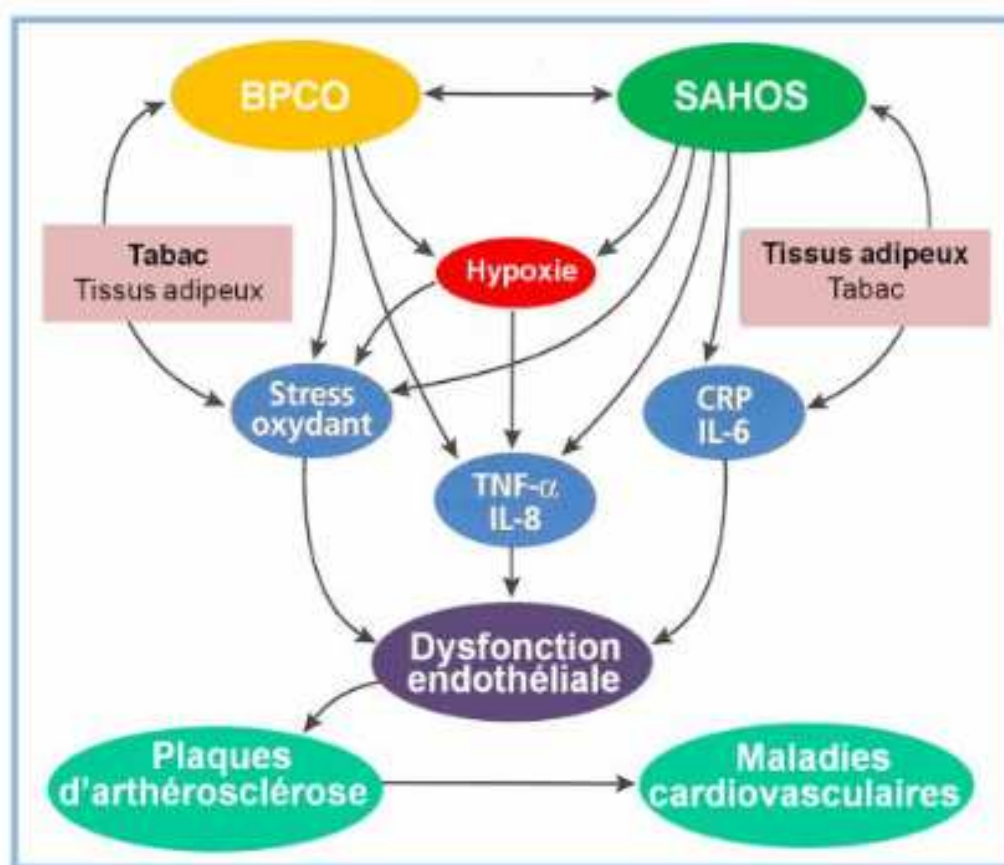 BPCO
SAHOS
Tabac
Tissus adipeux
Hypoxie
Tissus adipeux
Tabac
Stress
oxydant
CRP
IL-6
TNF-α
IL-8
Dysfonction
endothéliale
Plaques
d'arthérosclérose
Maladies
cardiovasculaires